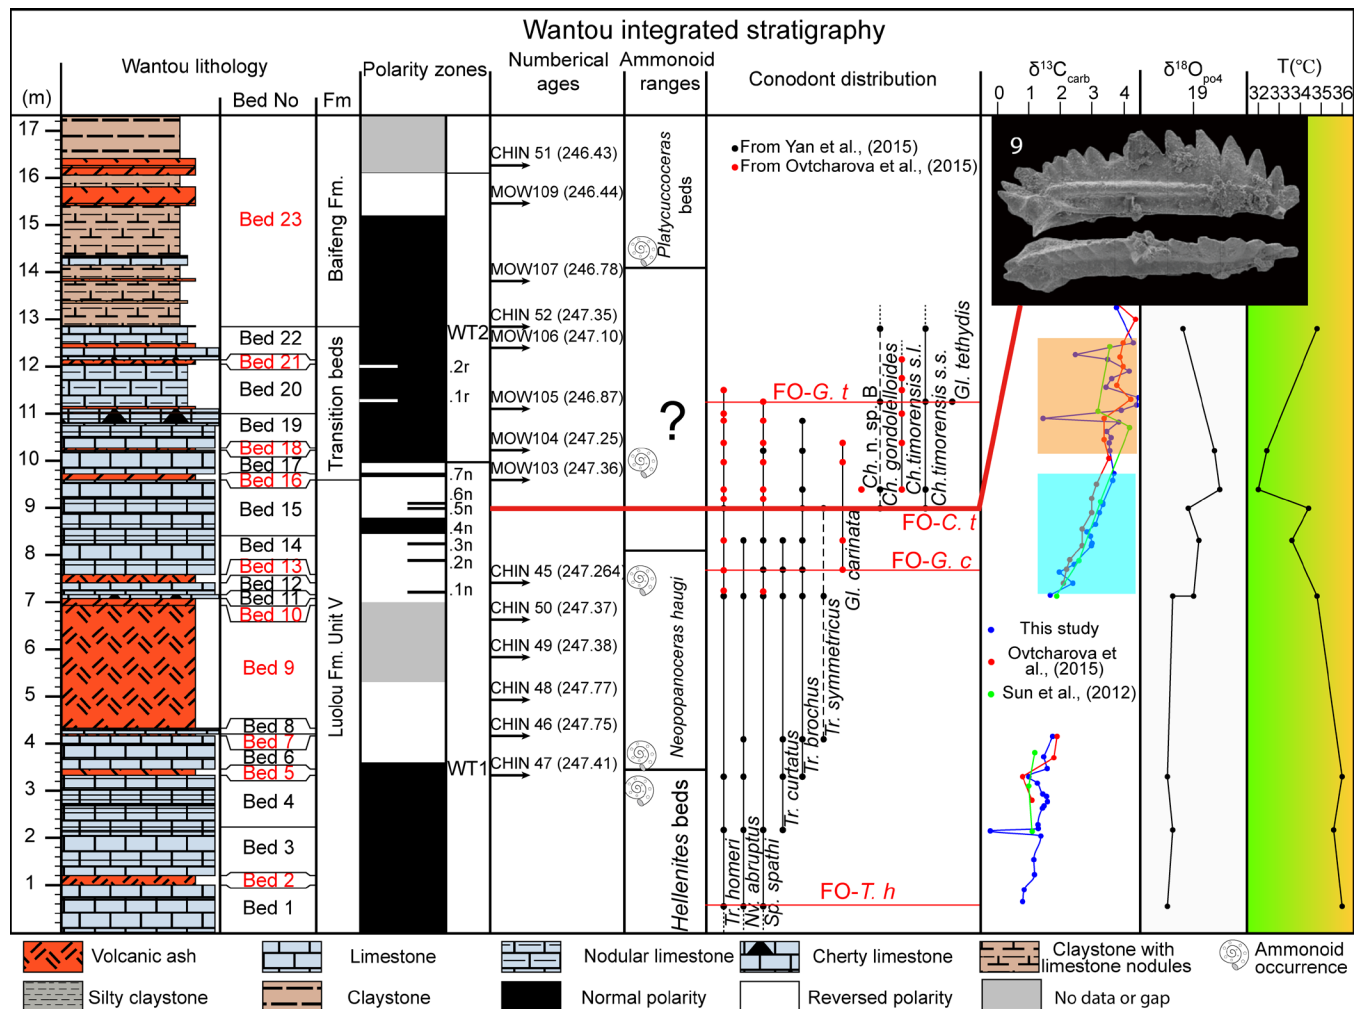 Wantou integrated stratigraphy
Wantou lithology
Polarity zones
Numberical
ages
Ammonoid
ranges
Conodont distribution
δ13Ccarb
δ18Opo4
T(℃)
(m)
Bed No
Fm
0 1 2 3 4
19
32333343536
17
16
15
14
13
12
11
10
9
8
7
6
5
4
3
2
1
Bed 23
Bed 22
Bed 21
Bed 20
Bed 19
Bed 18
Bed 17
Bed 16
Bed 15
Bed 14
Bed 13
Bed 12
Bed 11
Bed 10
Bed 9
Bed 8
Bed 7
Bed 6
Bed 5
Bed 4
Bed 3
Bed 2
Bed 1
Baifeng Fm.
Transition beds
Luolou Fm. Unit V
WT2
.2r
.1r
.7n
.6n
.5n
.4n
.3n
.2n
.1n
WT1
CHIN 51 (246.43)
MOW109 (246.44)
MOW107 (246.78)
CHIN 52 (247.35)
MOW106 (247.10)
MOW105 (246.87)
MOW104 (247.25)
MOW103 (247.36)
CHIN 45 (247.264)
CHIN 50 (247.37)
CHIN 49 (247.38)
CHIN 48 (247.77)
CHIN 46 (247.75)
CHIN 47 (247.41)
Platycuccoceras
beds
?
Neopopanoceras haugi
Hellenites beds
From Yan et al., (2015)
From Ovtcharova et al., (2015)
Tr. homeri
Nv. abruptus
Sp. spathi
Tr. curtatus
Tr. brochus
Tr. symmetricus
Gl. carinata
Ch. n. sp. B
Ch. gondolelloides
Ch.timorensis s.l.
Ch.timorensis s.s.
Gl. tethydis
FO-G. t
FO-C. t
FO-G. c
FO-T. h
9
This study
Ovtcharova et
al., (2015)
Sun et al., (2012)
Volcanic ash
Limestone
Nodular limestone
Cherty limestone
Claystone with
limestone nodules
Ammonoid
occurrence
Silty claystone
Claystone
Normal polarity
Reversed polarity
No data or gap